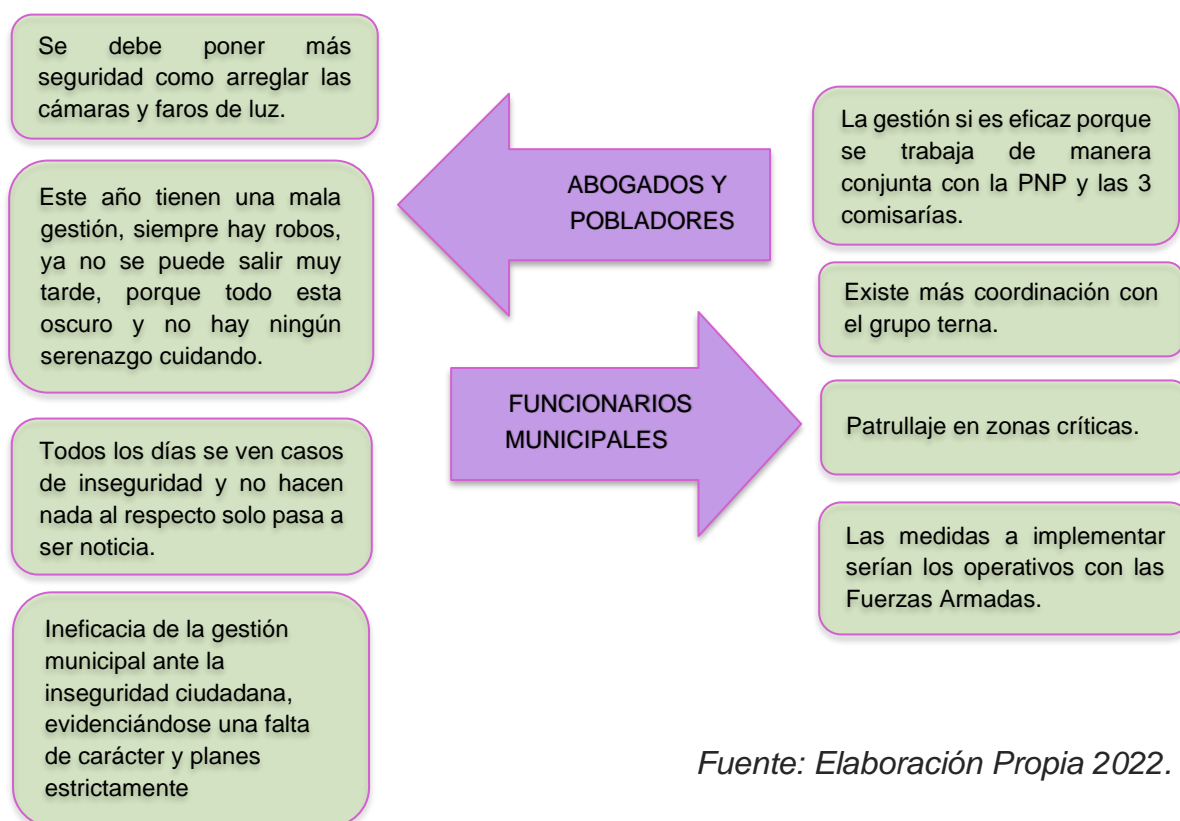 Se debe poner más
seguridad como arreglar las
cámaras y faros de luz.
Este año tienen una mala
gestión, siempre hay robos,
ya no se puede salir muy
tarde, porque todo esta
oscuro y no hay ningún
serenazgo cuidando.
Todos los días se ven casos
de inseguridad y no hacen
nada al respecto solo pasa a
ser noticia.
Ineficacia de la gestión
municipal ante la
inseguridad ciudadana,
evidenciándose una falta
de carácter y planes
estrictamente
ABOGADOS Y
POBLADORES
FUNCIONARIOS
MUNICIPALES
La gestión si es eficaz porque
se trabaja de manera
conjunta con la PNP y las 3
comisarías.
Existe más coordinación con
el grupo terna.
Patrullaje en zonas críticas.
Las medidas a implementar
serían los operativos con las
Fuerzas Armadas.
Fuente: Elaboración Propia 2022.